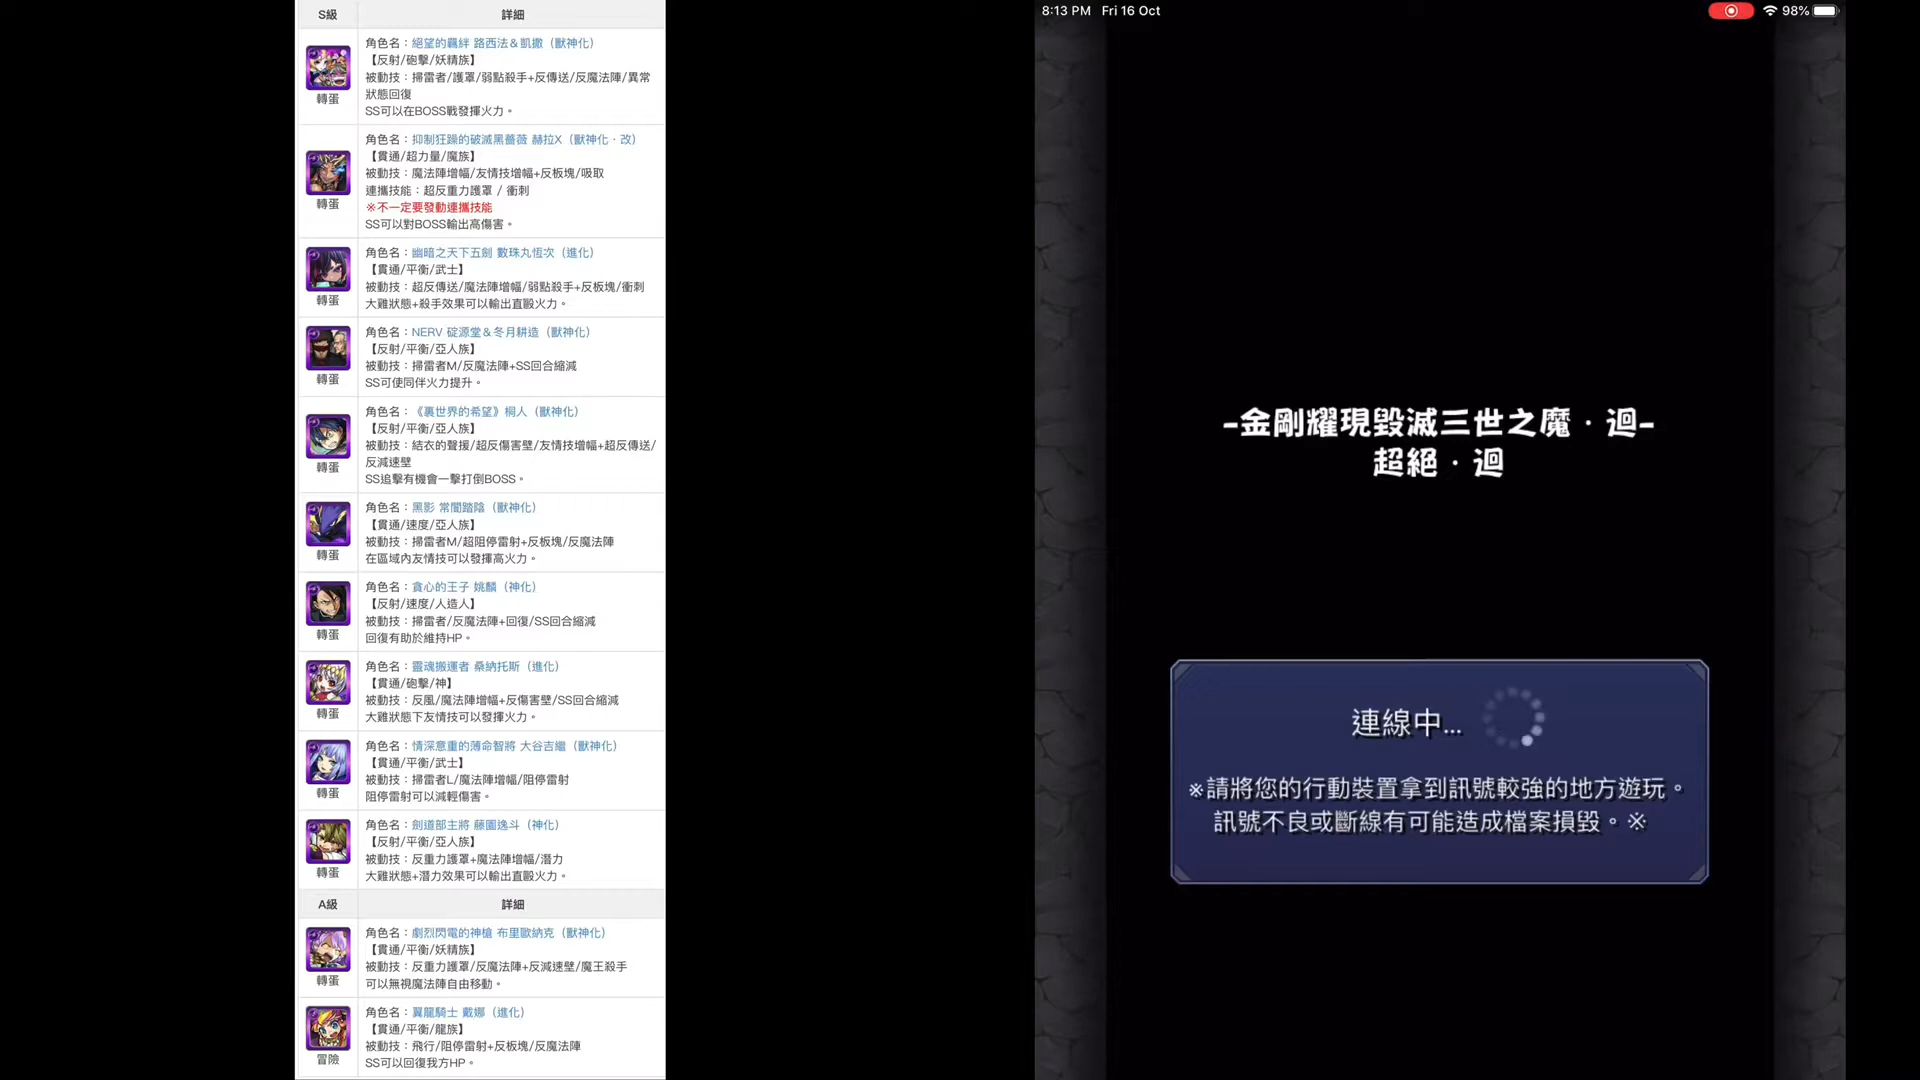 S級 詳細
角色名：絕望的羈絆 路西法＆凱撒（獸神化）
【反射/砲擊/妖精族】
被動技：掃雷者/護罩/弱點殺手+反傳送/反魔法陣/異常
狀態回復
SS可以在BOSS戰發揮火力。
轉蛋
角色名：抑制狂躁的破滅黑薔薇 赫拉X（獸神化．改）
【貫通/超力量/魔族】
被動技：魔法陣增幅/友情技增幅+反板塊/吸取
連攜技能：超反重力護罩 / 衝刺
※不一定要發動連攜技能
SS可以對BOSS輸出高傷害。
轉蛋
角色名：幽暗之天下五劍 數珠丸恆次（進化）
【貫通/平衡/武士】
被動技：超反傳送/魔法陣增幅/弱點殺手+反板塊/衝刺
大雞狀態+殺手效果可以輸出直毆火力。
轉蛋
角色名：NERV 碇源堂＆冬月耕造（獸神化）
【反射/平衡/亞人族】
被動技：掃雷者M/反魔法陣+SS回合縮減
SS可使同伴火力提升。
轉蛋
角色名：《裏世界的希望》桐人（獸神化）
【反射/平衡/亞人族】
被動技：結衣的聲援/超反傷害壁/友情技增幅+超反傳送/
反減速壁
SS追擊有機會一擊打倒BOSS。
轉蛋
角色名：黑影 常闇踏陰（獸神化）
【貫通/速度/亞人族】
被動技：掃雷者M/超阻停雷射+反板塊/反魔法陣
在區域內友情技可以發揮高火力。
轉蛋
角色名：貪心的王子 姚麟（神化）
【反射/速度/人造人】
被動技：掃雷者/反魔法陣+回復/SS回合縮減
回復有助於維持HP。
轉蛋
角色名：靈魂搬運者 桑納托斯（進化）
【貫通/砲擊/神】
被動技：反風/魔法陣增幅+反傷害壁/SS回合縮減
大雞狀態下友情技可以發揮火力。
轉蛋
角色名：情深意重的薄命智將 大谷吉繼（獸神化）
【貫通/平衡/武士】
被動技：掃雷者L/魔法陣增幅/阻停雷射
阻停雷射可以減輕傷害。
轉蛋
角色名：劍道部主將 藤圖逸斗（神化）
【反射/平衡/亞人族】
被動技：反重力護罩+魔法陣增幅/潛力
大雞狀態+潛力效果可以輸出直毆火力。
轉蛋
A級 詳細
角色名：劇烈閃電的神槍 布里歐納克（獸神化）
【貫通/平衡/妖精族】
被動技：反重力護罩/反魔法陣+反減速壁/魔王殺手
可以無視魔法陣自由移動。
轉蛋
角色名：翼龍騎士 戴娜（進化）
【貫通/平衡/龍族】
被動技：飛行/阻停雷射+反板塊/反魔法陣
SS可以回復我方HP。
冒險
8:13 PM Fri 16 Oct
98%
-金剛耀現毀滅三世之魔．迴-
超絕．迴
連線中...
※請將您的行動裝置拿到訊號較強的地方遊玩。
訊號不良或斷線有可能造成檔案損毀。※